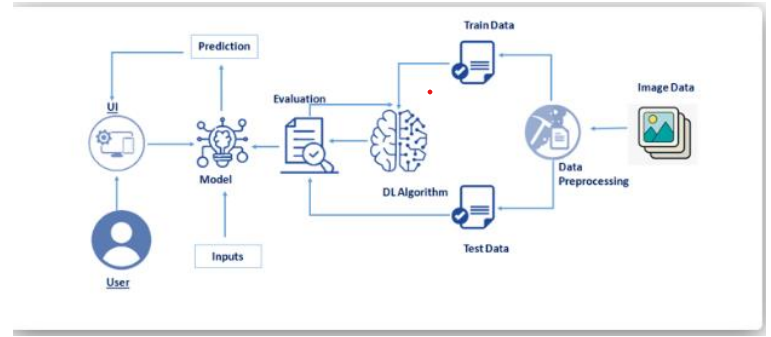 Train Data
Prediction
Image Data
Evaluation
UI
Data
Preprocessing
Model
DL Algorithm
Inputs
Test Data
User